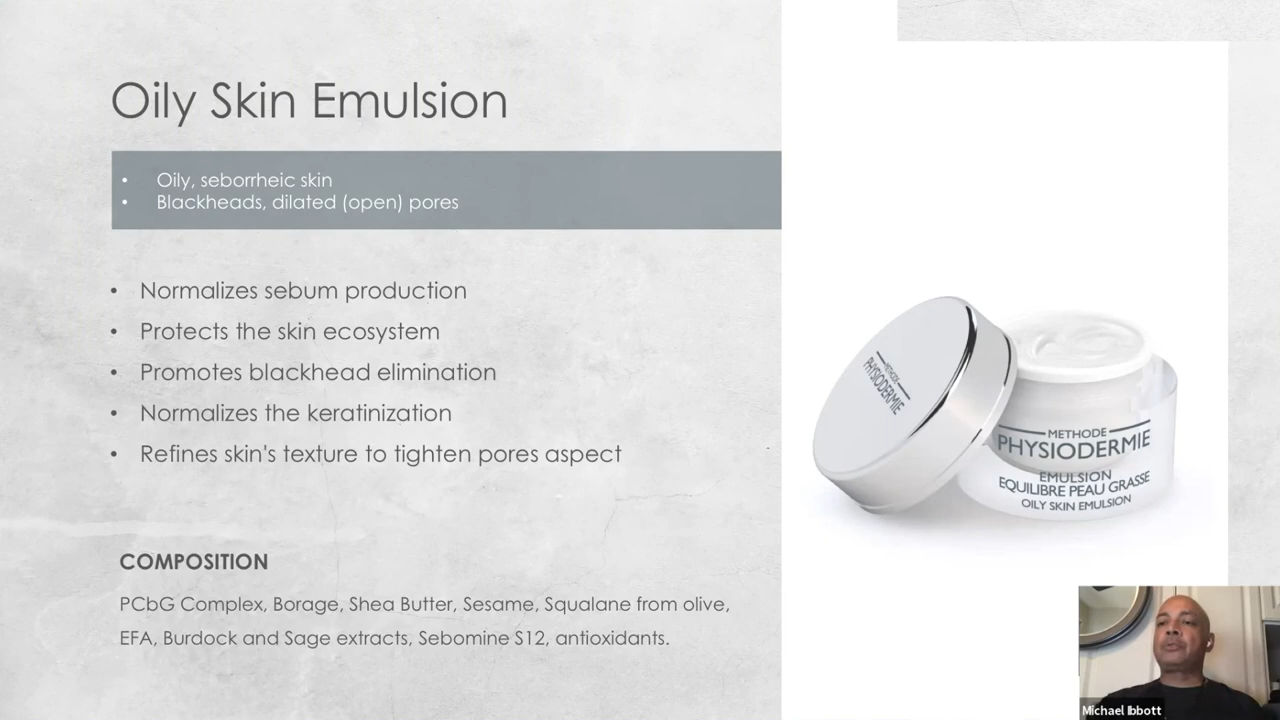 Oily Skin Emulsion
• Oily, seborrheic skin
• Blackheads, dilated (open) pores
• Normalizes sebum production
• Protects the skin ecosystem
• Promotes blackhead elimination
• Normalizes the keratinization
• Refines skin's texture to tighten pores aspect
COMPOSITION
PCbG Complex, Borage, Shea Butter, Sesame, Squalane from olive,
EFA, Burdock and Sage extracts, Sebomine S12, antioxidants.
METHODE
PHYSIODERMIE
METHODE
PHYSIODERMIE
EMULSION
EQUILIBRE PEAU GRASSE
OILY SKIN EMULSION
Michael Ibbott